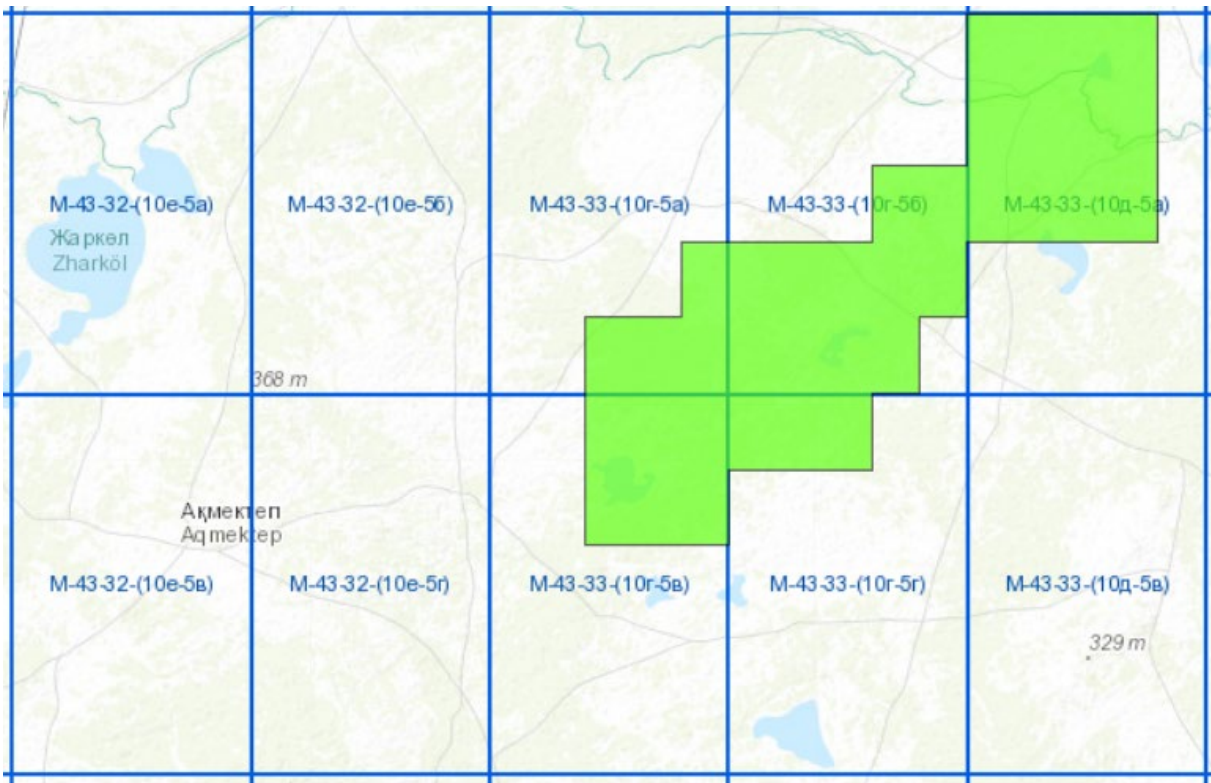 М-43-32-(10е-5а)
М-43-32-(10е-5б)
М-43-33-(10г-5а)
М-43-33-(10г-5б)
М-43-33-(10д-5а)
Жаркөл
Zharköl
368 m
Ақмектеп
Aqmektep
М-43-32-(10е-5в)
М-43-32-(10е-5г)
М-43-33-(10г-5в)
М-43-33-(10г-5г)
М-43-33-(10д-5в)
329 m